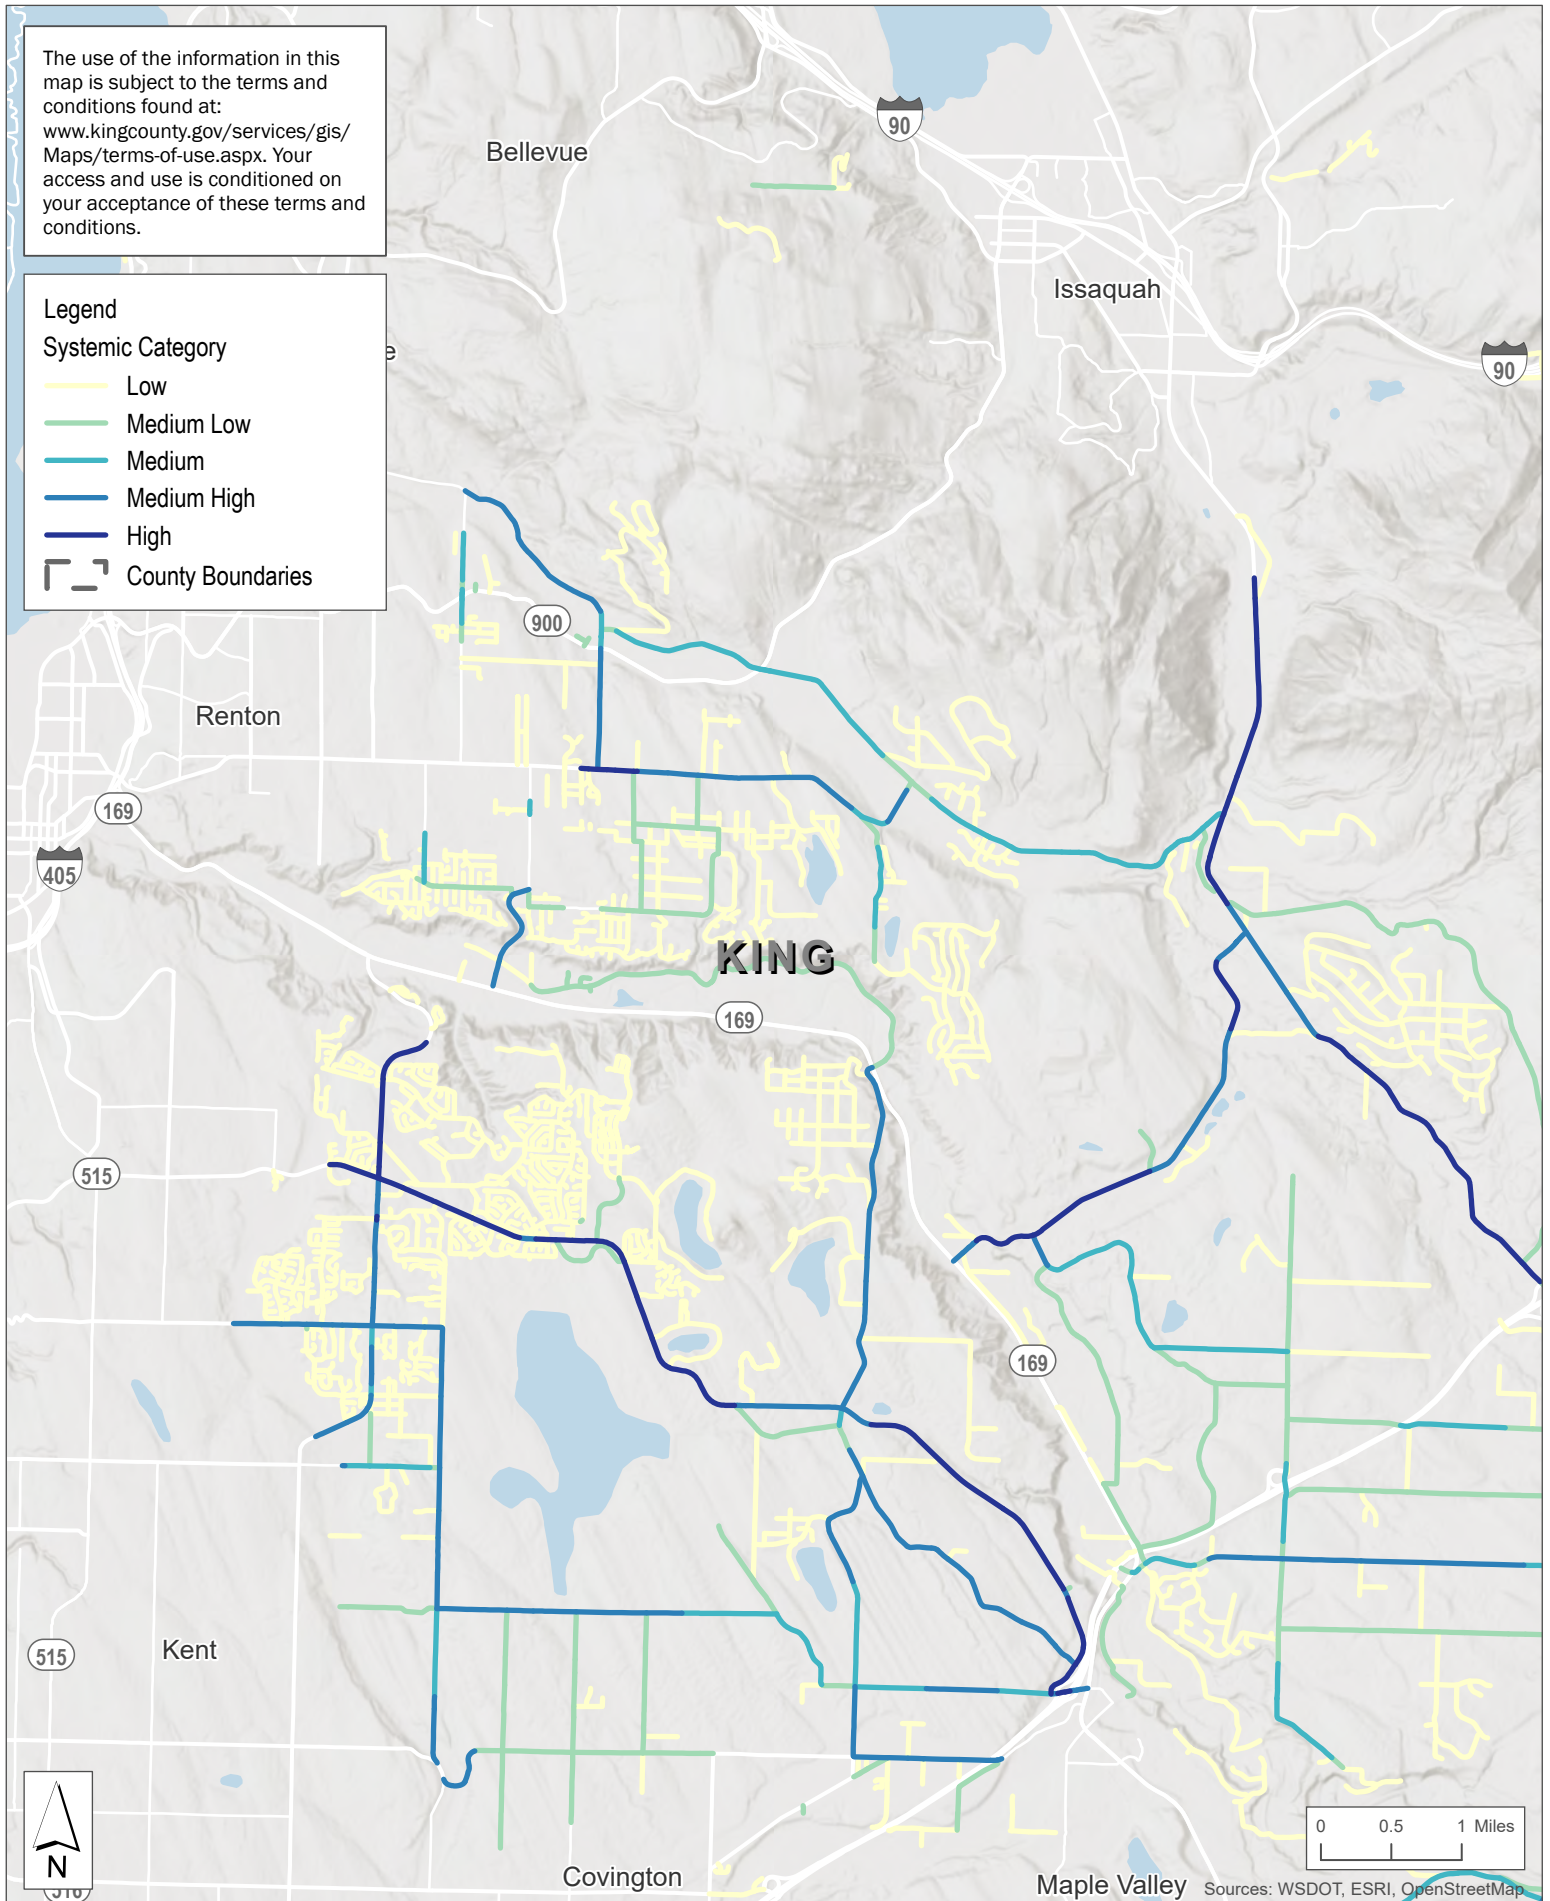 The use of the information in this
map is subject to the terms and
conditions found at:
www.kingcounty.gov/services/gis/
Maps/terms-of-use.aspx. Your
access and use is conditioned on
your acceptance of these terms and
conditions.
90
Bellevue
Issaquah
90
Legend
Systemic Category
e
Low
Medium Low
Medium
Medium High
High
County Boundaries
900
Renton
169
405
KING
169
515
169
515
Kent
N
516
Covington
Maple Valley
0 0.5 1 Miles
Sources: WSDOT, ESRI, OpenStreetMap